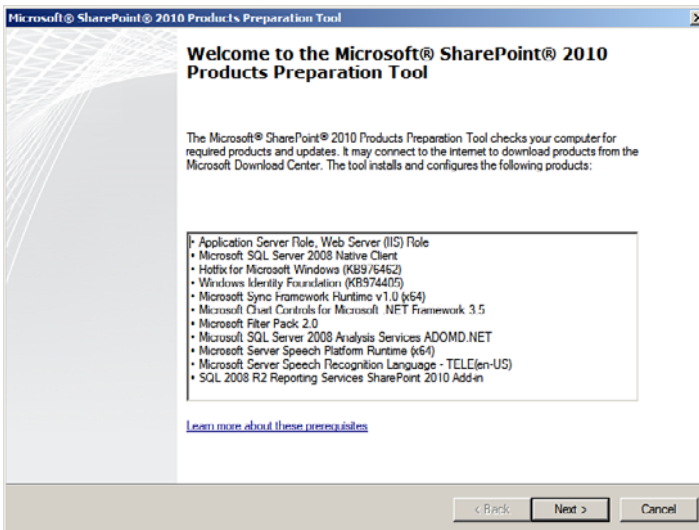 Microsoft® SharePoint® 2010 Products Preparation Tool
Welcome to the Microsoft® SharePoint® 2010
Products Preparation Tool
The Microsoft® SharePoint® 2010 Products Preparation Tool checks your computer for
required products and updates. It may connect to the internet to download products from the
Microsoft Download Center. The tool installs and configures the following products:
• Application Server Role, Web Server (IIS) Role
• Microsoft SQL Server 2008 Native Client
• Hotfix for Microsoft Windows (KB976462)
• Windows Identity Foundation (KB974405)
• Microsoft Sync Framework Runtime v1.0 (x64)
• Microsoft Chart Controls for Microsoft .NET Framework 3.5
• Microsoft Filter Pack 2.0
• Microsoft SQL Server 2008 Analysis Services ADOMD.NET
• Microsoft Server Speech Platform Runtime (x64)
• Microsoft Server Speech Recognition Language - TELE(en-US)
• SQL 2008 R2 Reporting Services SharePoint 2010 Add-in
Learn more about these prerequisites
< Back Next > Cancel